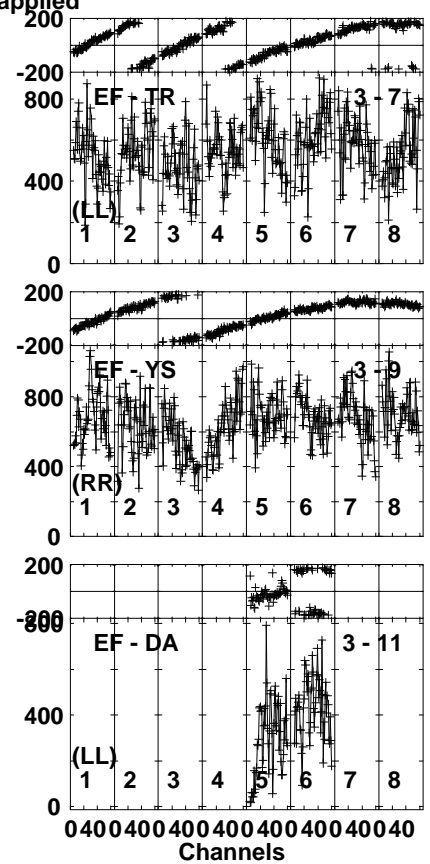 applied
200
-200
800
EF - TR 3 - 7
400
(LL)
1 2 3 4 5 6 7 8
0
200
-200
EF - YS 3 - 9
800
400
(RR)
1 2 3 4 5 6 7 8
0
200
-200
800
EF - DA 3 - 11
400
(LL)
1 2 3 4 5 6 7 8
0
0 40 0 40 0 40 0 40 0 40 0 40 0 40 0 40
Channels